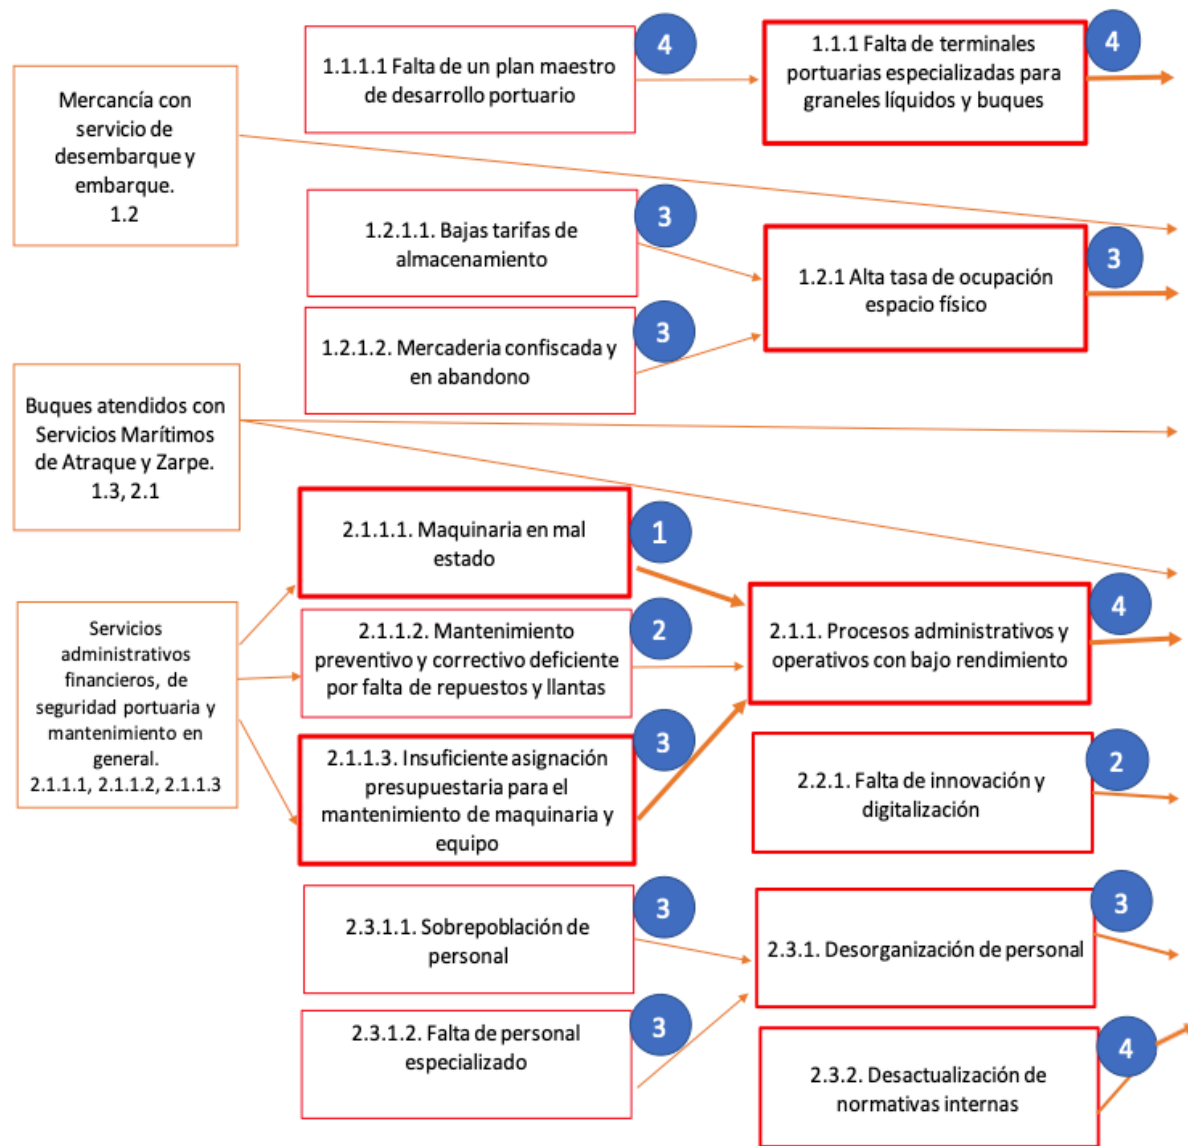 Mercancía con
servicio de
desembarque y
embarque.
1.2
Buques atendidos con
Servicios Marítimos
de Atraque y Zarpe.
1.3, 2.1
Servicios
administrativos
financieros, de
seguridad portuaria y
mantenimiento en
general.
2.1.1.1, 2.1.1.2, 2.1.1.3
1.1.1.1 Falta de un plan maestro
de desarrollo portuario
4
1.2.1.1. Bajas tarifas de
almacenamiento
3
1.2.1.2. Mercaderia confiscada y
en abandono
3
2.1.1.1. Maquinaria en mal
estado
1
2.1.1.2. Mantenimiento
preventivo y correctivo deficiente
por falta de repuestos y llantas
2
2.1.1.3. Insuficiente asignación
presupuestaria para el
mantenimiento de maquinaria y
equipo
3
2.3.1.1. Sobrepoblación de
personal
3
2.3.1.2. Falta de personal
especializado
3
1.1.1 Falta de terminales
portuarias especializadas para
graneles líquidos y buques
4
1.2.1 Alta tasa de ocupación
espacio físico
3
2.1.1. Procesos administrativos y
operativos con bajo rendimiento
4
2.2.1. Falta de innovación y
digitalización
2
2.3.1. Desorganización de personal
3
2.3.2. Desactualización de
normativas internas
4